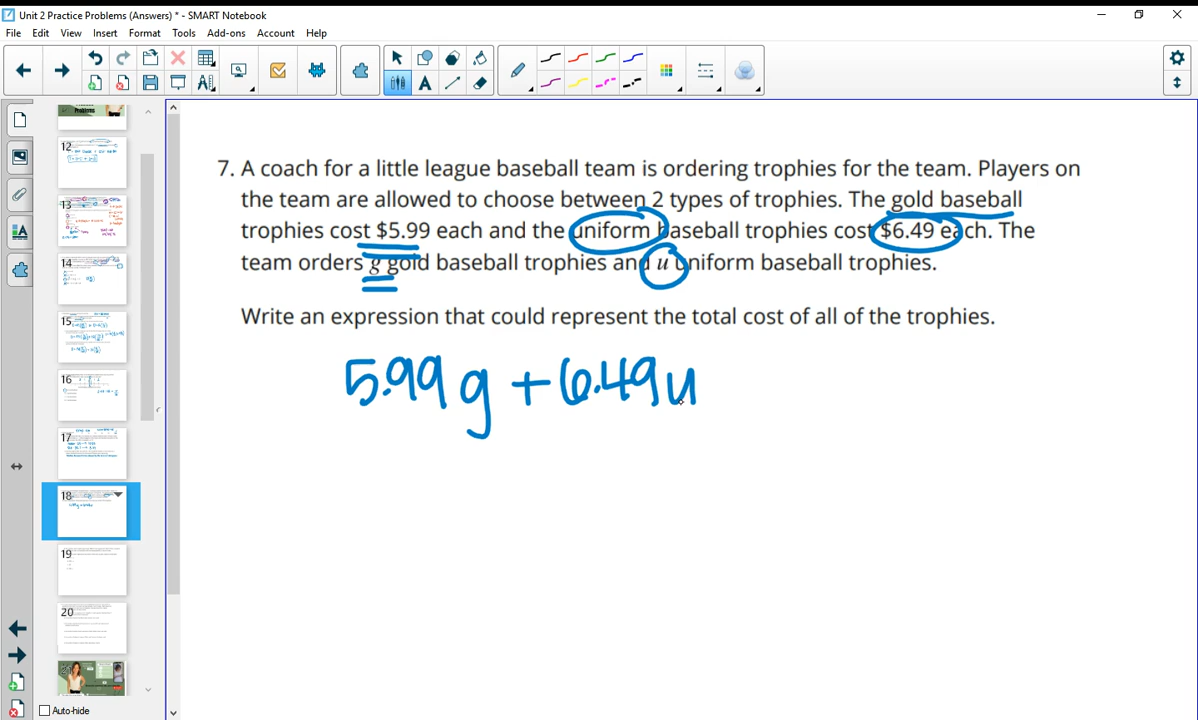 Unit 2 Practice Problems (Answers) * - SMART Notebook
File Edit View Insert Format Tools Add-ons Account Help
7. A coach for a little league baseball team is ordering trophies for the team. Players on
the team are allowed to choose between 2 types of trophies. The gold baseball
trophies cost $5.99 each and the uniform baseball trophies cost $6.49 each. The
team orders g gold baseball trophies and u uniform baseball trophies.
Write an expression that could represent the total cost of all of the trophies.
5.99 g + 6.49 u
Problems
12
13
14
15
16
17
18
19
20
21
Auto-hide